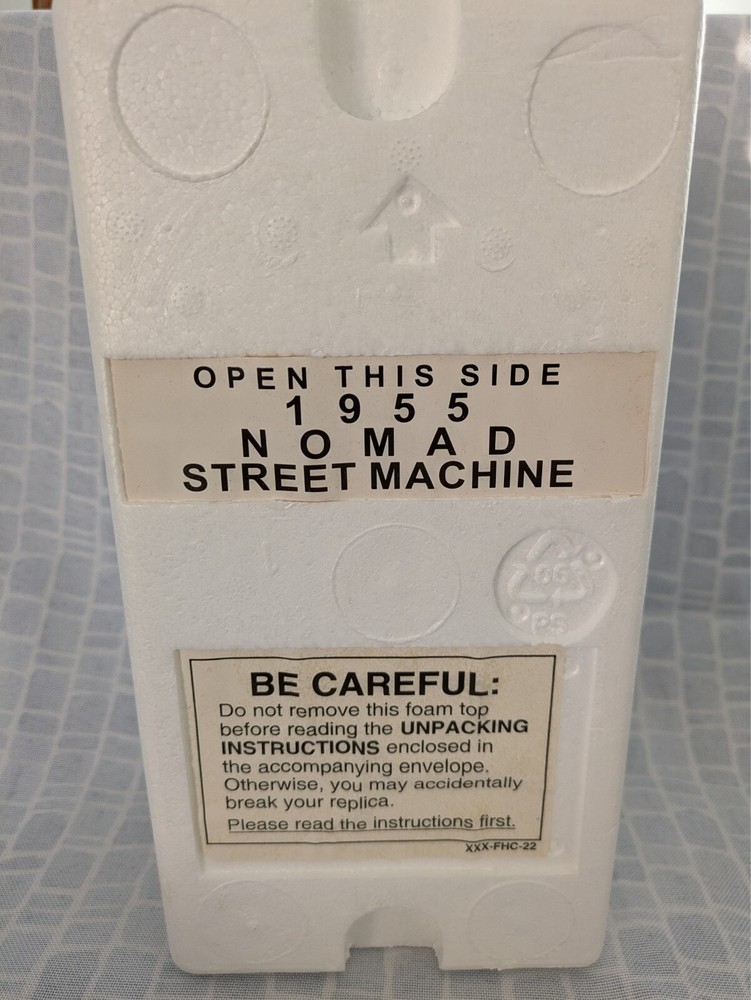 OPEN THIS SIDE
1955
NOMAD
STREET MACHINE
PS
BE CAREFUL:
Do not remove this foam top
before reading the UNPACKING
INSTRUCTIONS enclosed in
the accompanying envelope.
Otherwise, you may accidentally
break your replica.
Please read the instructions first.
XXX-FHC-22